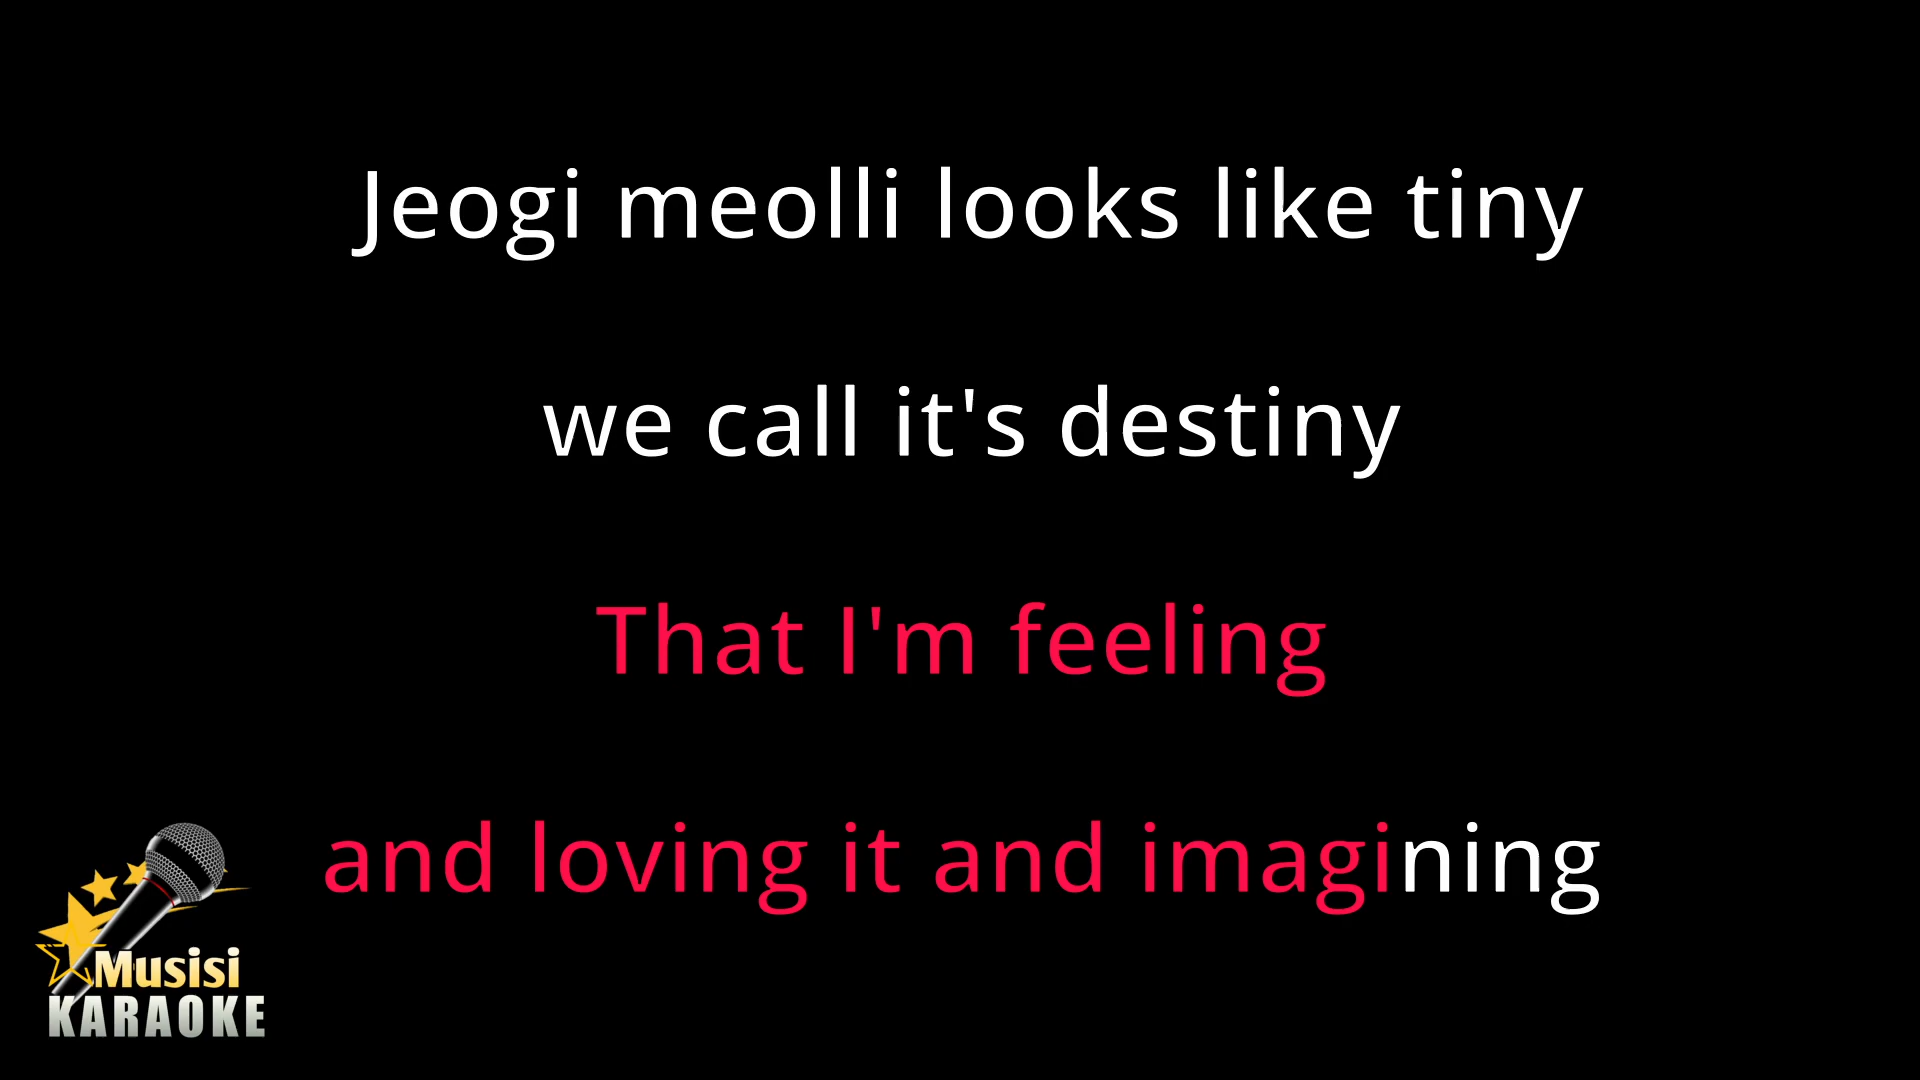 Jeogi meolli looks like tiny
we call it's destiny
That I'm feeling
and loving it and imagining
Musisi
KARAOKE